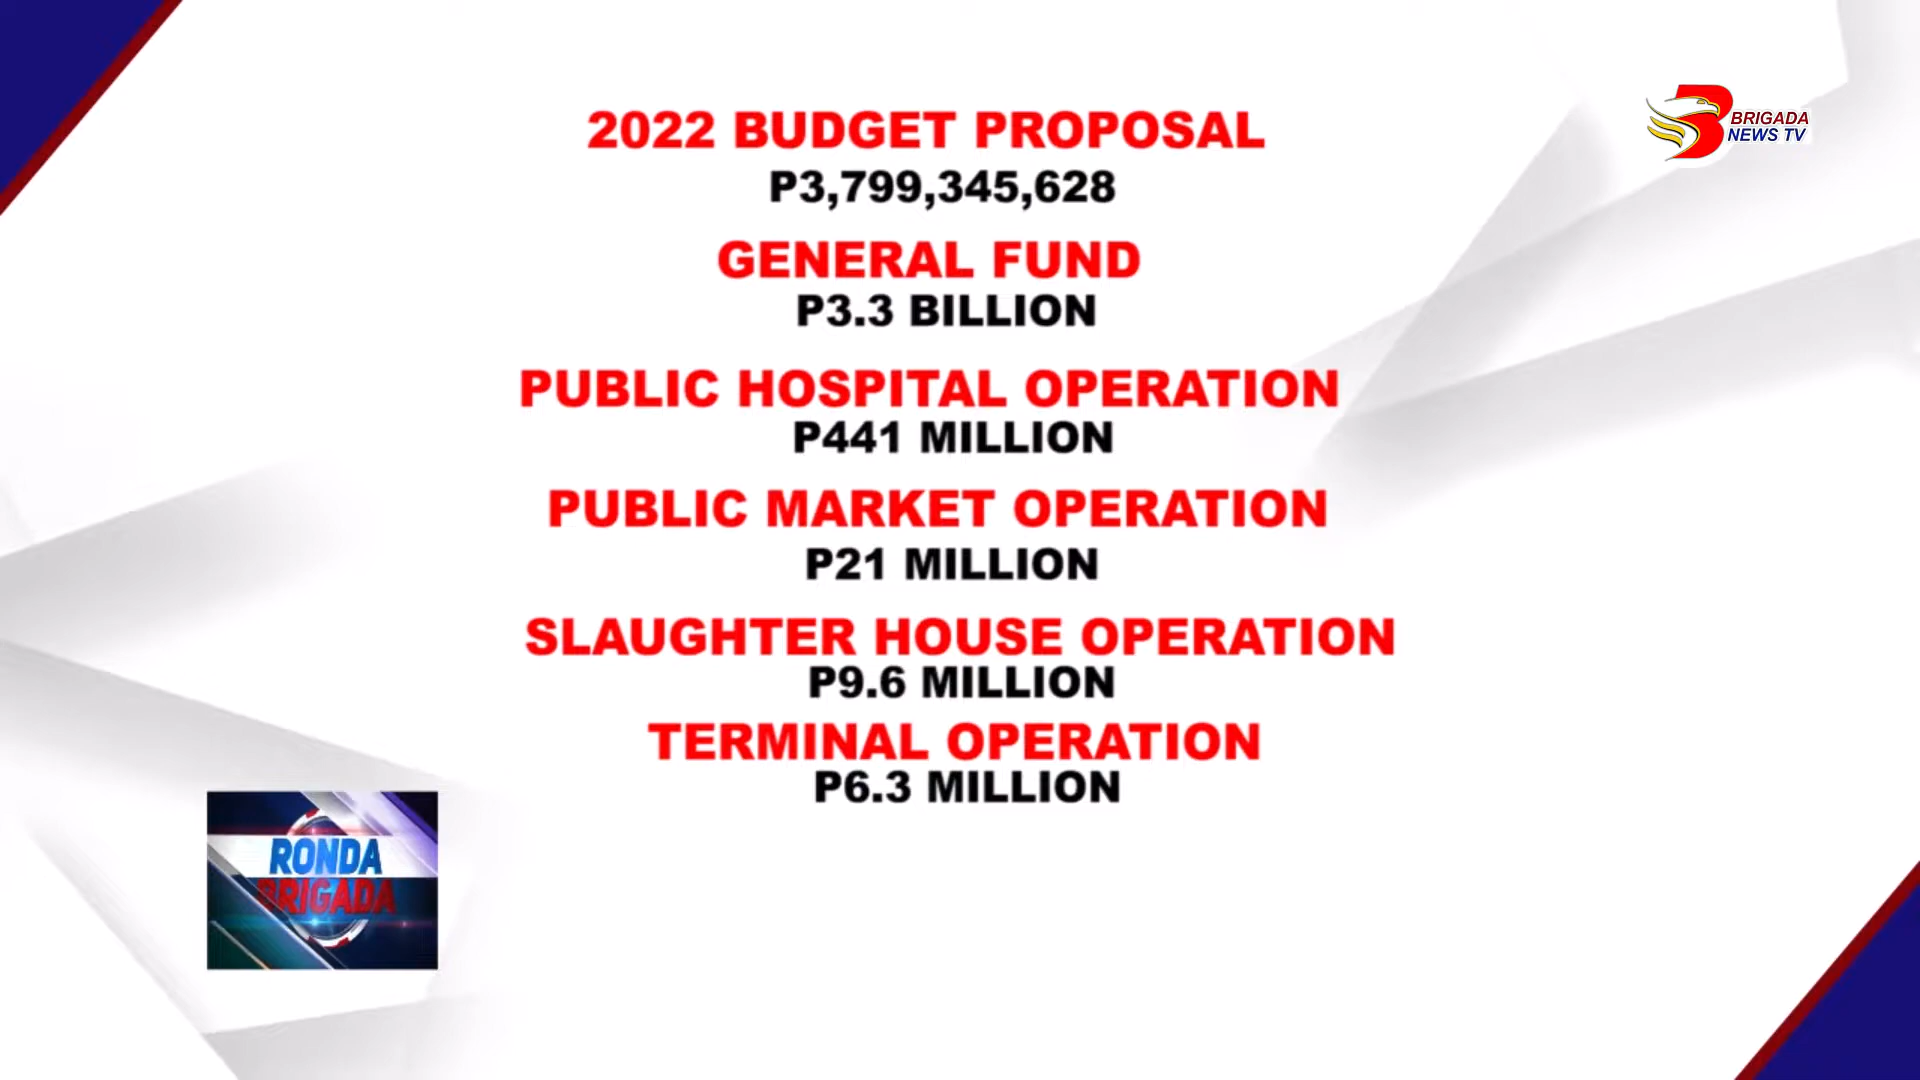 BRIGADA
NEWS TV
2022 BUDGET PROPOSAL
P3,799,345,628
GENERAL FUND
P3.3 BILLION
PUBLIC HOSPITAL OPERATION
P441 MILLION
PUBLIC MARKET OPERATION
P21 MILLION
SLAUGHTER HOUSE OPERATION
P9.6 MILLION
TERMINAL OPERATION
P6.3 MILLION
RONDA
BRIGADA